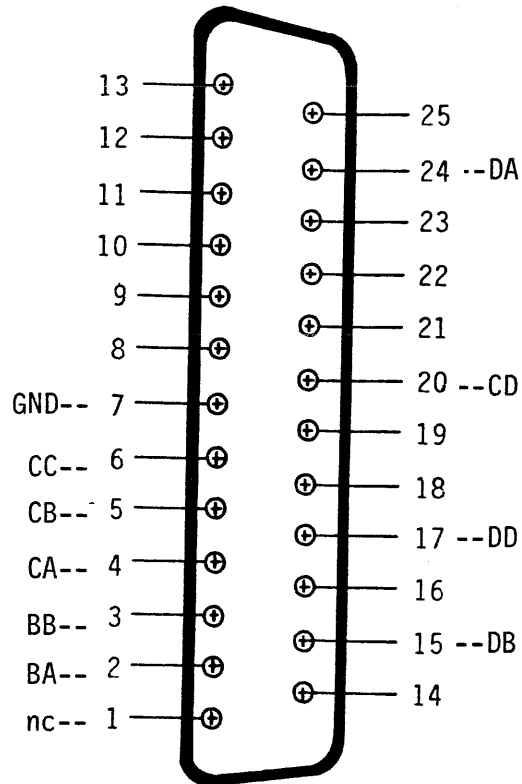 13
12
11
10
9
8
GND-- 7
CC-- 6
CB-- 5
CA-- 4
BB-- 3
BA-- 2
nc-- 1
25
24 --DA
23
22
21
20 --CD
19
18
17 --DD
16
15 --DB
14